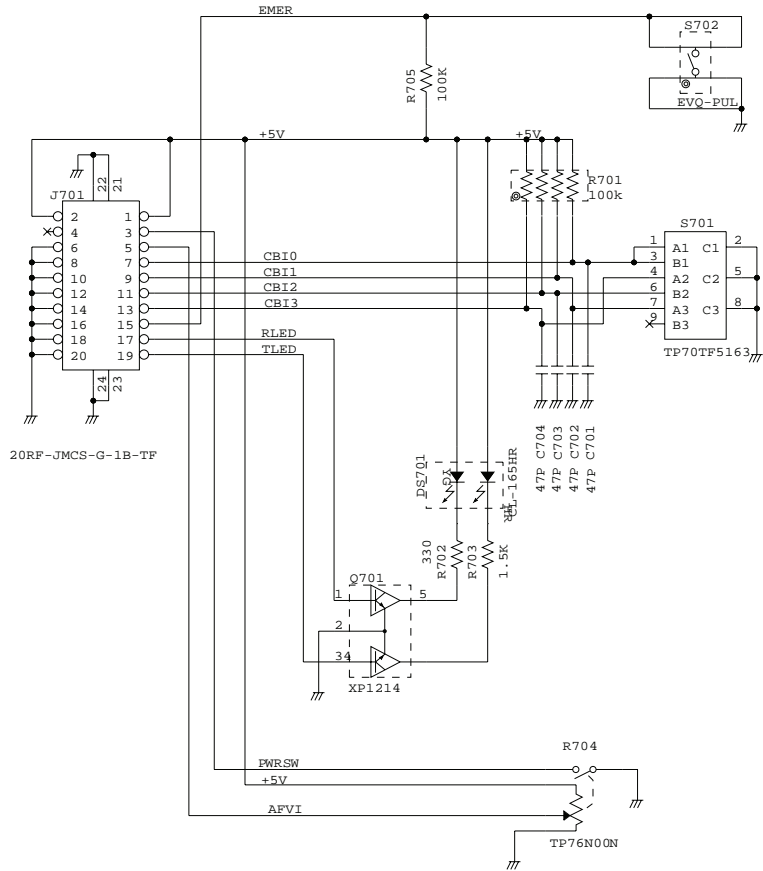 EMER
S702
R705
100K
EVQ-PUL
+5V
+5V
R701
100k
J701
22
21
2
1
4
3
6
5
8
7
10
9
12
11
14
13
16
15
18
17
20
19
24
23
20RF-JMCS-G-1B-TF
CBI0
CBI1
CBI2
CBI3
RLED
TLED
S701
1
A1
C1
2
3
B1
4
A2
C2
5
6
B2
7
A3
C3
8
9
B3
TP70TF5163
47P C704
47P C703
47P C702
47P C701
DS701
YG
CL-165HR
330
R702
R703
1.5K
Q701
1
5
2
34
XP1214
R704
PWRSW
+5V
AFVI
TP76N00N